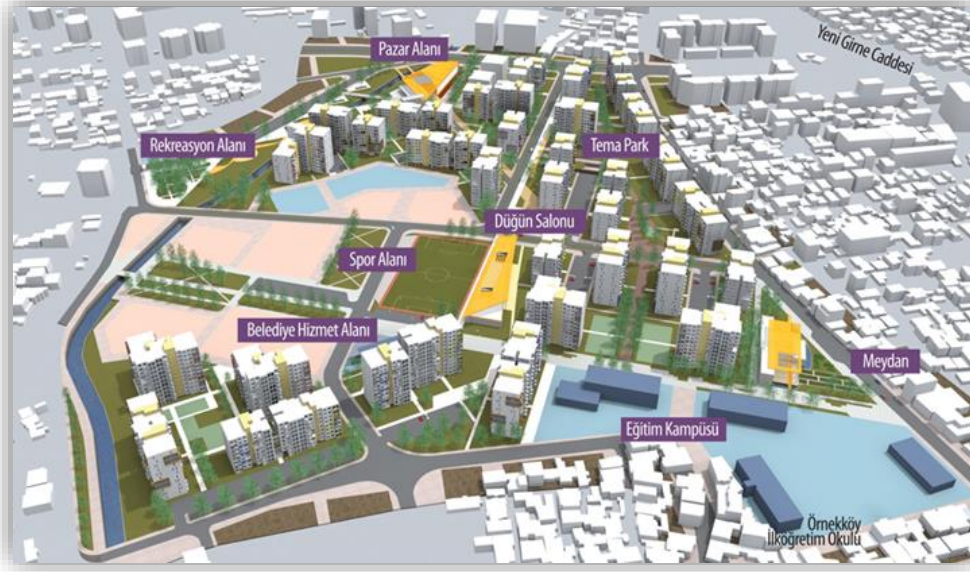 Pazar Alanı
Yeni Girne Caddesi
Rekreasyon Alanı
Tema Park
Düğün Salonu
Spor Alanı
Belediye Hizmet Alanı
Meydan
Eğitim Kampüsü
Örnekköy
İlköğretim Okulu